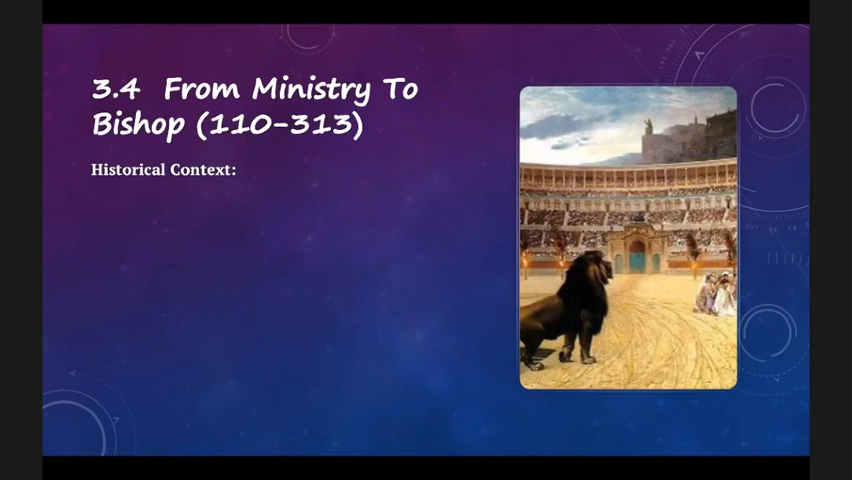 3.4 From Ministry To
Bishop (110-313)
Historical Context: